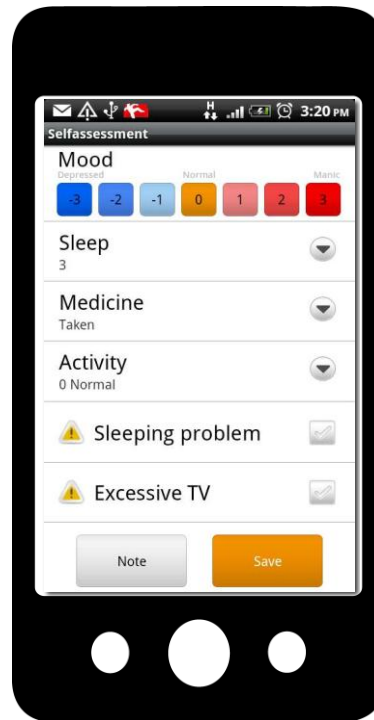 H
3:20 PM
Selfassessment
Mood
Depressed Normal Manic
-3 -2 -1 0 1 2 3
Sleep
3
Medicine
Taken
Activity
0 Normal
Sleeping problem
Excessive TV
Note Save